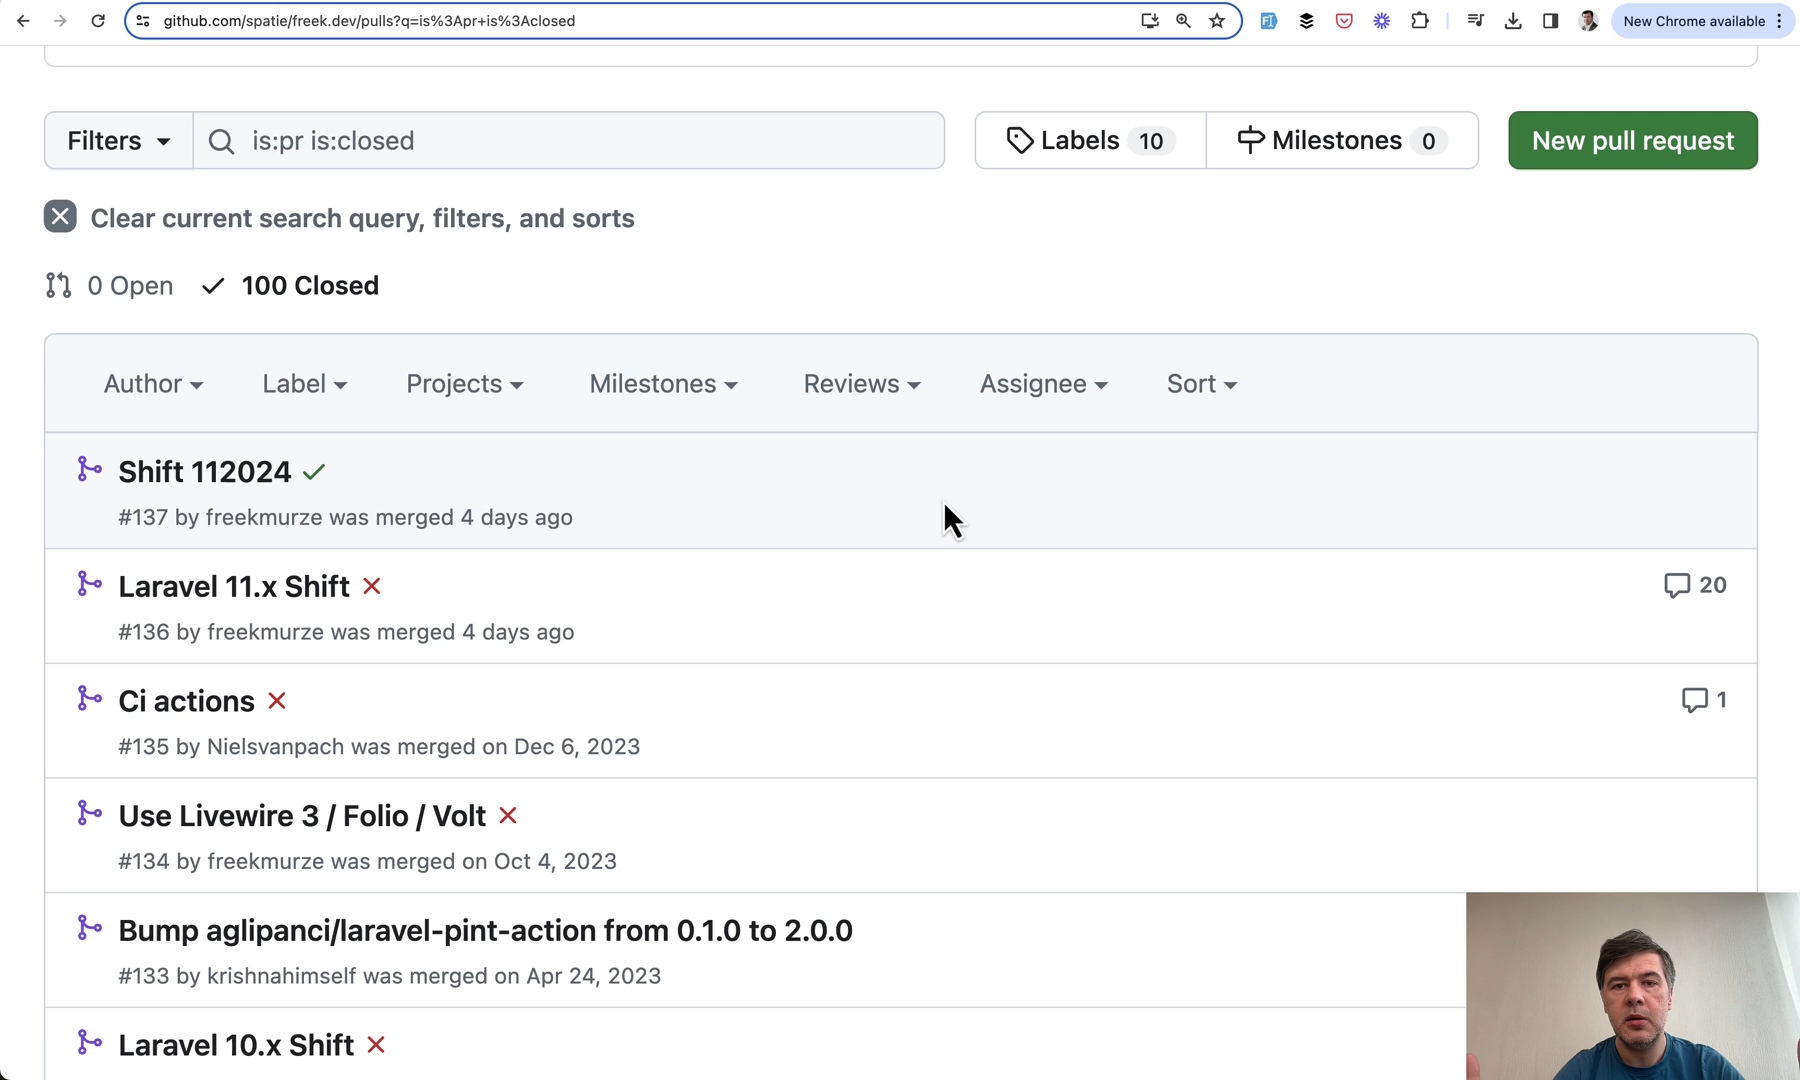 github.com/spatie/freek.dev/pulls?q=is%3Apr+is%3Aclosed
New Chrome available
Filters
is:pr is:closed
Labels 10
Milestones 0
New pull request
Clear current search query, filters, and sorts
0 Open
100 Closed
Author
Label
Projects
Milestones
Reviews
Assignee
Sort
Shift 112024
#137 by freekmurze was merged 4 days ago
Laravel 11.x Shift
20
#136 by freekmurze was merged 4 days ago
Ci actions
1
#135 by Nielsvanpach was merged on Dec 6, 2023
Use Livewire 3 / Folio / Volt
#134 by freekmurze was merged on Oct 4, 2023
Bump aglipanci/laravel-pint-action from 0.1.0 to 2.0.0
#133 by krishnahimself was merged on Apr 24, 2023
Laravel 10.x Shift